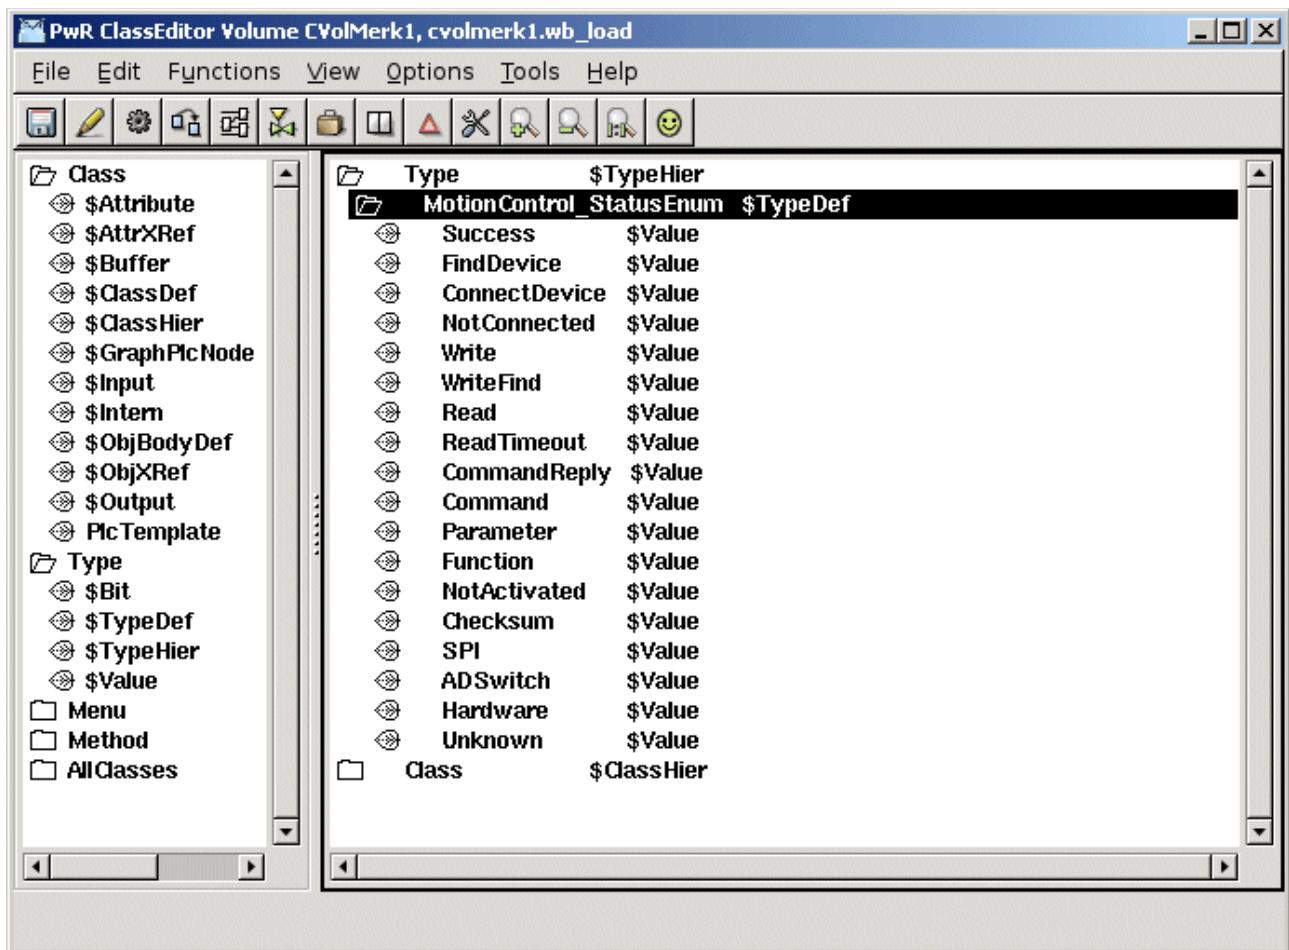 PwR ClassEditor Volume CVolMerk1, cvolmerk1.wb_load
File Edit Functions View Options Tools Help
1:1
Class
$Attribute
$AttrXRef
$Buffer
$ClassDef
$ClassHier
$GraphPlcNode
$Input
$Intern
$ObjBodyDef
$ObjXRef
$Output
PlcTemplate
Type
$Bit
$TypeDef
$TypeHier
$Value
Menu
Method
AllClasses
Type $TypeHier
MotionControl_StatusEnum $TypeDef
Success $Value
FindDevice $Value
ConnectDevice $Value
NotConnected $Value
Write $Value
WriteFind $Value
Read $Value
ReadTimeout $Value
CommandReply $Value
Command $Value
Parameter $Value
Function $Value
NotActivated $Value
Checksum $Value
SPI $Value
ADSwitch $Value
Hardware $Value
Unknown $Value
Class $ClassHier